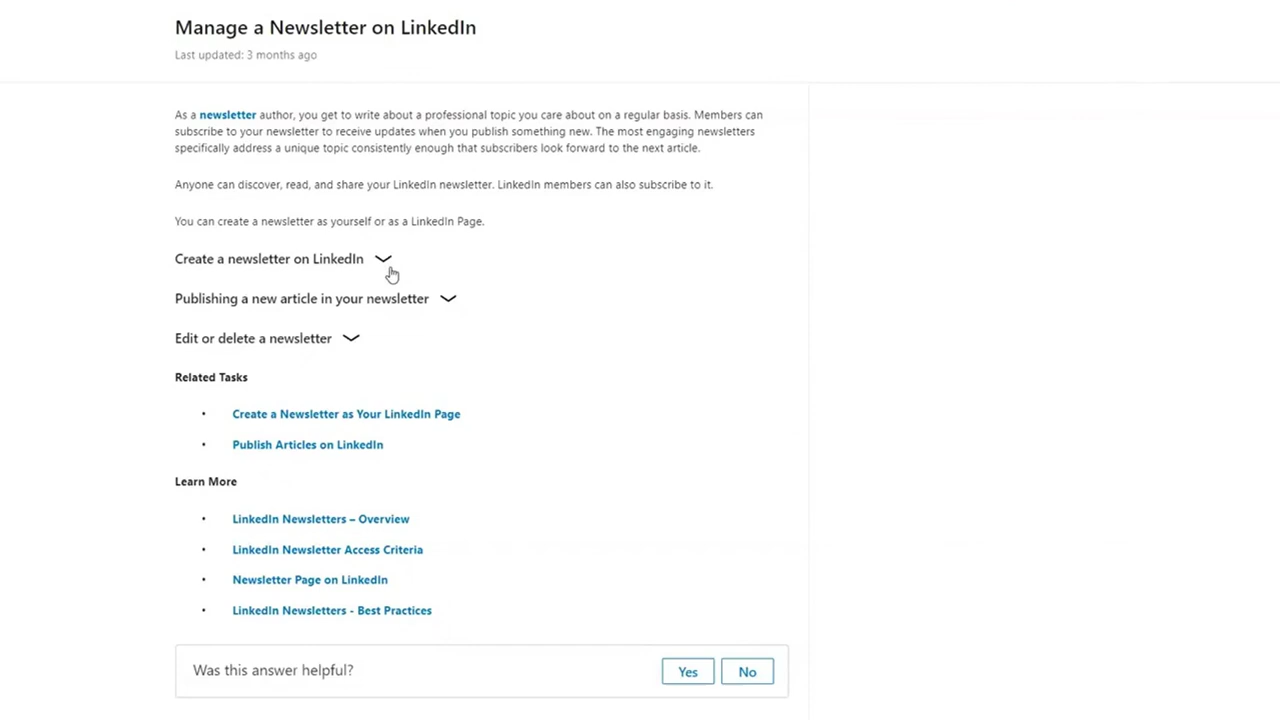 Manage a Newsletter on LinkedIn
Last updated: 3 months ago
As a newsletter author, you get to write about a professional topic you care about on a regular basis. Members can
subscribe to your newsletter to receive updates when you publish something new. The most engaging newsletters
specifically address a unique topic consistently enough that subscribers look forward to the next article.
Anyone can discover, read, and share your LinkedIn newsletter. LinkedIn members can also subscribe to it.
You can create a newsletter as yourself or as a LinkedIn Page.
Create a newsletter on LinkedIn
Publishing a new article in your newsletter
Edit or delete a newsletter
Related Tasks
• Create a Newsletter as Your LinkedIn Page
• Publish Articles on LinkedIn
Learn More
• LinkedIn Newsletters – Overview
• LinkedIn Newsletter Access Criteria
• Newsletter Page on LinkedIn
• LinkedIn Newsletters - Best Practices
Was this answer helpful? Yes No